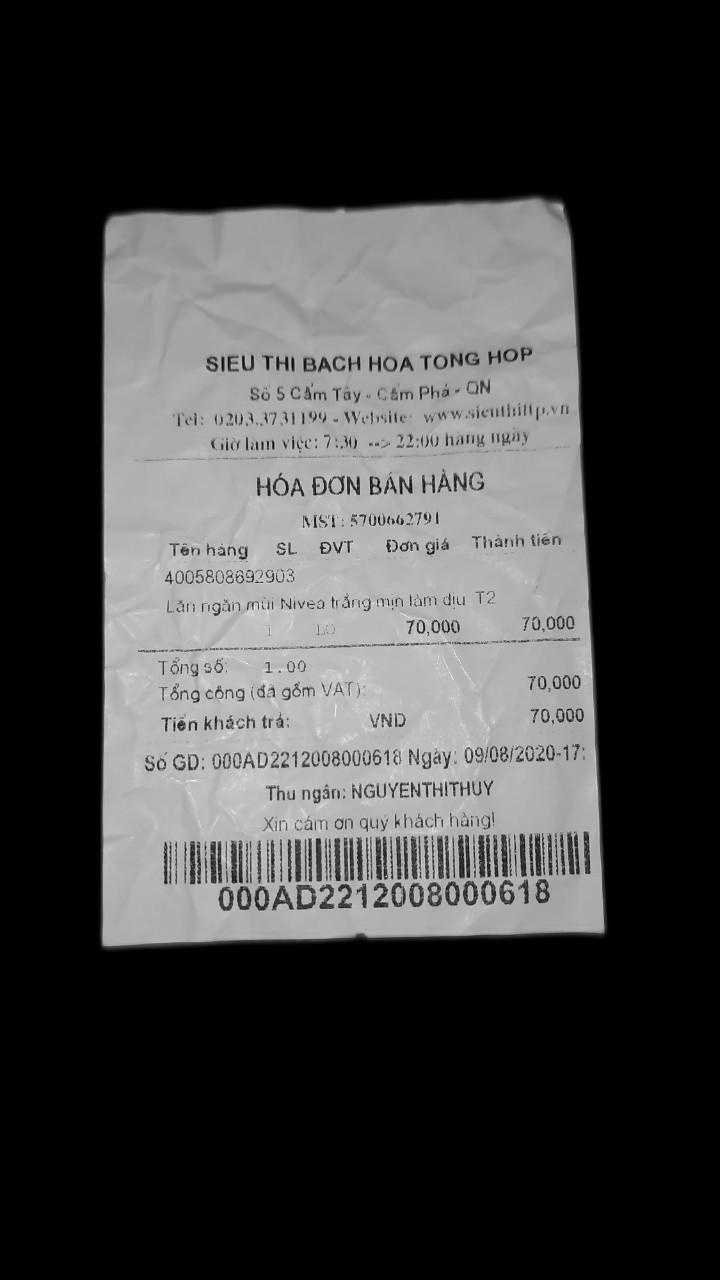 SIEU THI BACH HOA TONG HOP
Số 5 Cẩm Tây - Cẩm Phả - QN
Tel: 0203.3731199 - Website: www.sieuthittp.vn
Giờ làm việc: 7:30 --> 22:00 hàng ngày
HÓA ĐƠN BÁN HÀNG
MST: 5700662791
Tên hàng SL ĐVT Đơn giá Thành tiền
4005808692903
Lăn ngăn mùi Nivea trắng mịn làm dịu T2
1 LO 70,000 70,000
Tổng số: 1.00
Tổng cộng (đã gồm VAT): 70,000
Tiền khách trả: VND 70,000
Số GD: 000AD2212008000618 Ngày: 09/08/2020-17:
Thu ngân: NGUYENTHITHUY
Xin cám ơn quý khách hàng!
000AD2212008000618